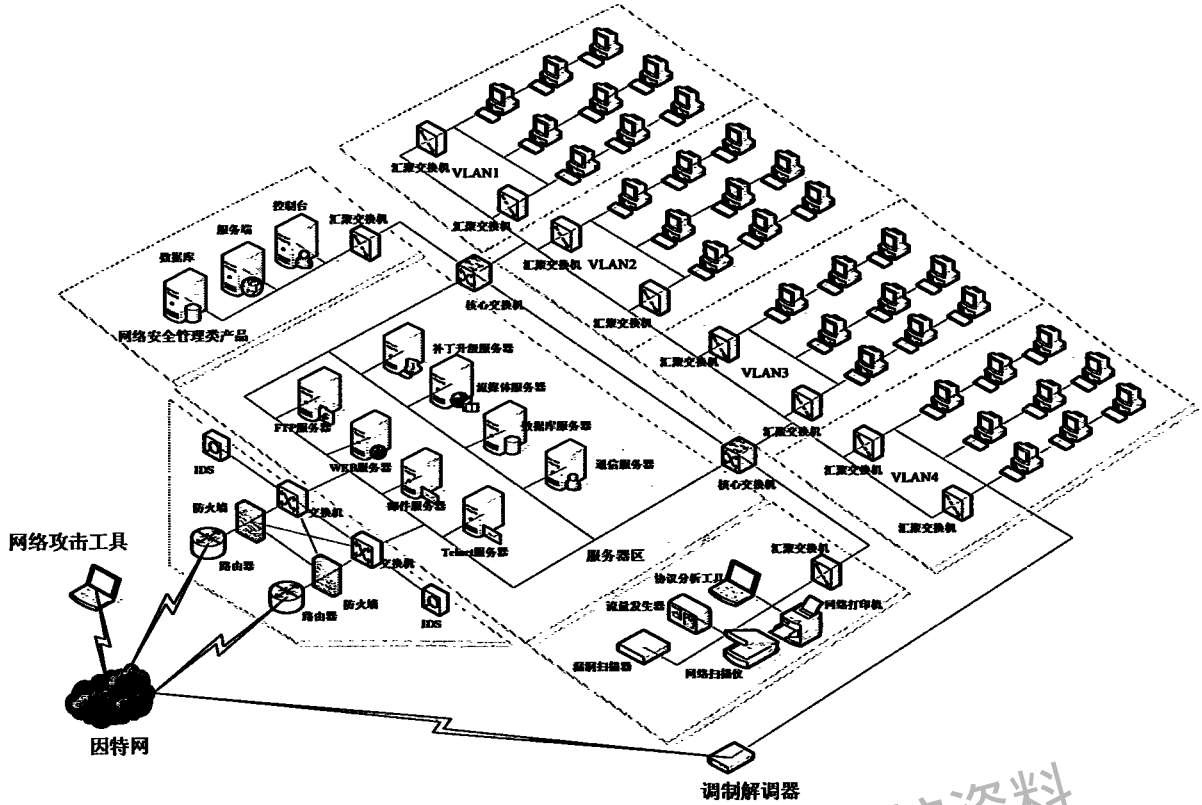 汇聚交换机
VLAN1
控制台
汇聚交换机
汇聚交换机
服务端
数据库
汇聚交换机
VLAN2
核心交换机
汇聚交换机
网络安全管理类产品
补丁升级服务器
汇聚交换机
VLAN3
流媒体服务器
FTP服务器
数据库服务器
汇聚交换机
IDS
WEB服务器
通信服务器
汇聚交换机
VLAN4
核心交换机
邮件服务器
防火墙
交换机
汇聚交换机
网络攻击工具
Telnet服务器
服务器区
汇聚交换机
路由器
交换机
协议分析工具
流量发生器
网络打印机
防火墙
路由器
IDS
漏洞扫描器
网络扫描仪
因特网
调制解调器
资料